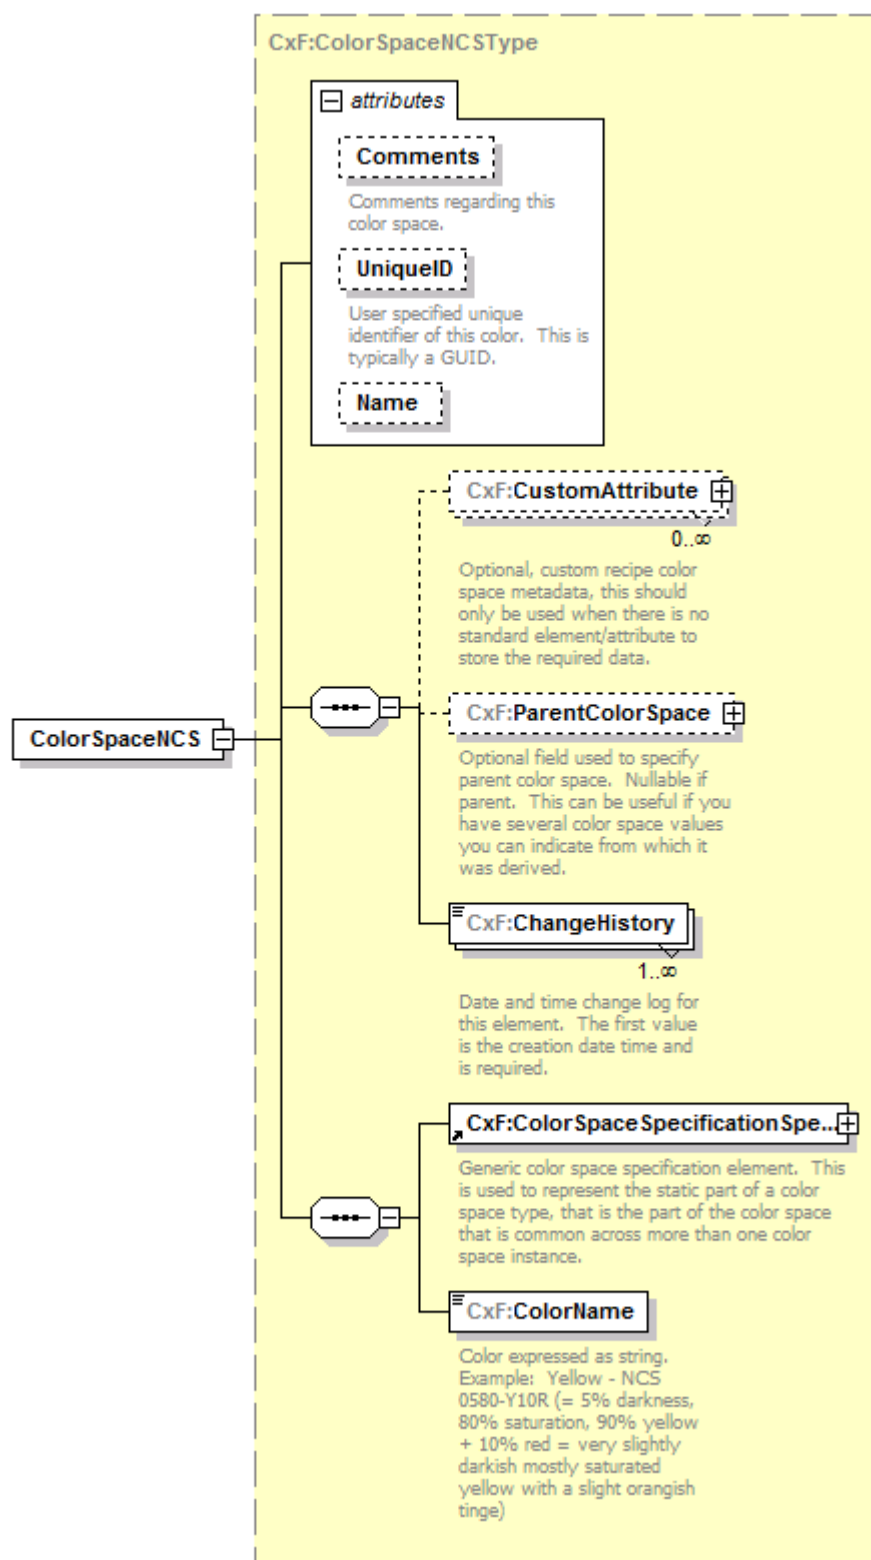 CxF:ColorSpaceNCSType
attributes
Comments
Comments regarding this
color space.
UniqueID
User specified unique
identifier of this color.  This is
typically a GUID.
Name
CxF:CustomAttribute
0..∞
Optional, custom recipe color
space metadata, this should
only be used when there is no
standard element/attribute to
store the required data.
ColorSpaceNCS
CxF:ParentColorSpace
Optional field used to specify
parent color space.  Nullable if
parent.  This can be useful if you
have several color space values
you can indicate from which it
was derived.
CxF:ChangeHistory
1..∞
Date and time change log for
this element.  The first value
is the creation date time and
is required.
CxF:ColorSpaceSpecificationSpe...
Generic color space specification element.  This
is used to represent the static part of a color
space type, that is the part of the color space
that is common across more than one color
space instance.
CxF:ColorName
Color expressed as string.
Example:  Yellow - NCS
0580-Y10R (= 5% darkness,
80% saturation, 90% yellow
+ 10% red = very slightly
darkish mostly saturated
yellow with a slight orangish
tinge)